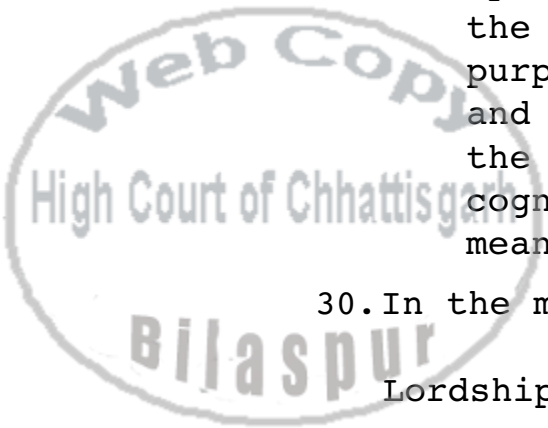 the
purp
and
the
cogn
mean
30.In the m
Lordship
Web Copy
High Court of Chhattisgarh
Bilaspur